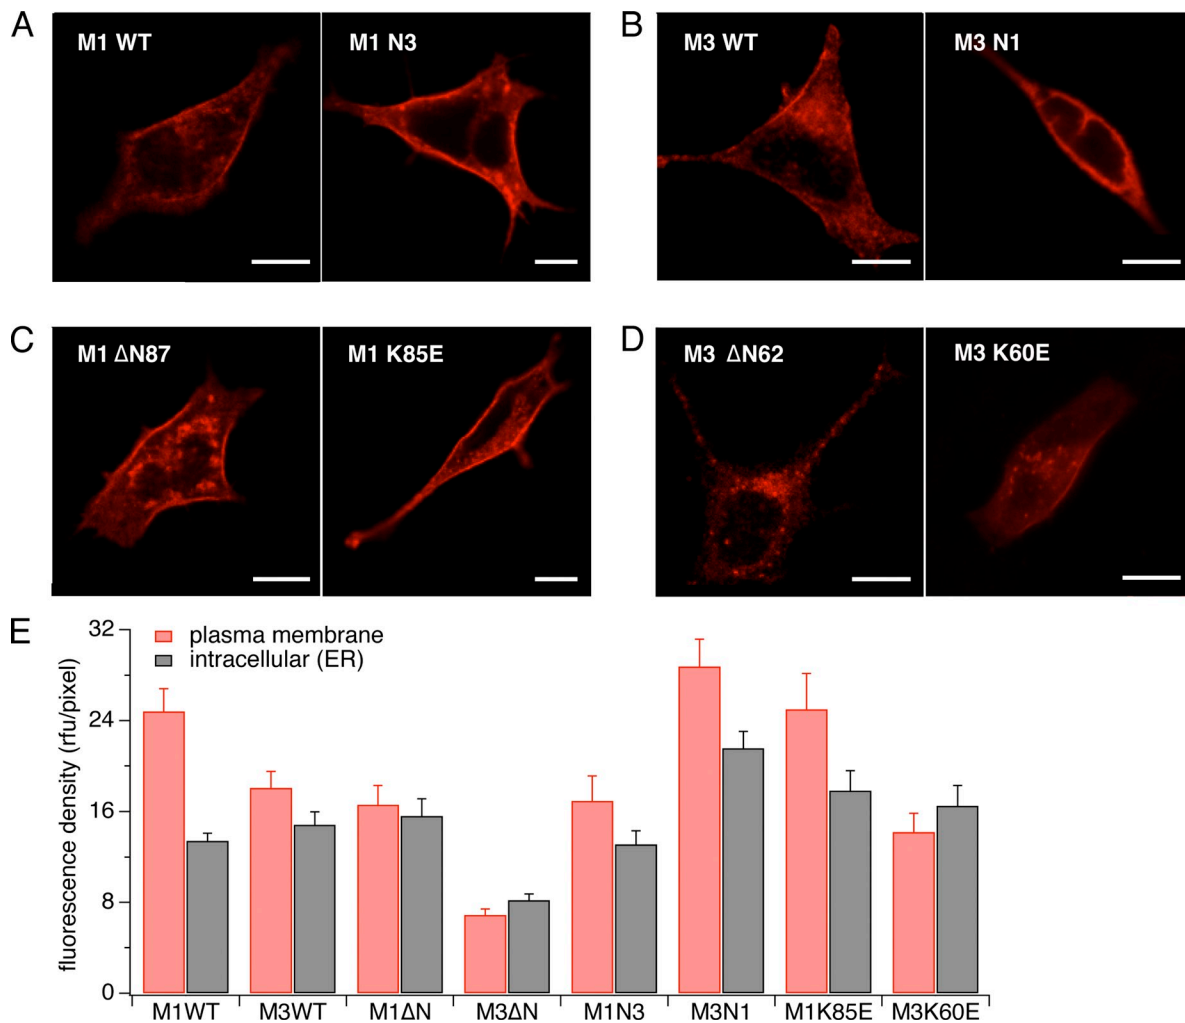 A
M1 WT
M1 N3
B
M3 WT
M3 N1
C
M1 ΔN87
M1 K85E
D
M3 ΔN62
M3 K60E
E
plasma membrane
intracellular (ER)
fluorescence density (rfu/pixel)
32
24
16
8
0
M1WT
M3WT
M1ΔN
M3ΔN
M1N3
M3N1
M1K85E
M3K60E